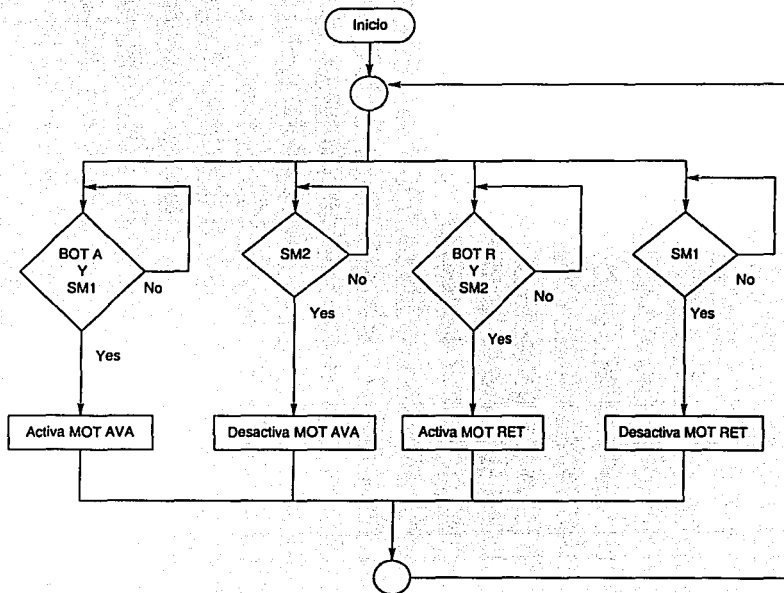 Inicio
BOT A
Y
SM1
No
Yes
SM2
No
Yes
BOT R
Y
SM2
No
Yes
SM1
No
Yes
Activa MOT AVA
Desactiva MOT AVA
Activa MOT RET
Desactiva MOT RET